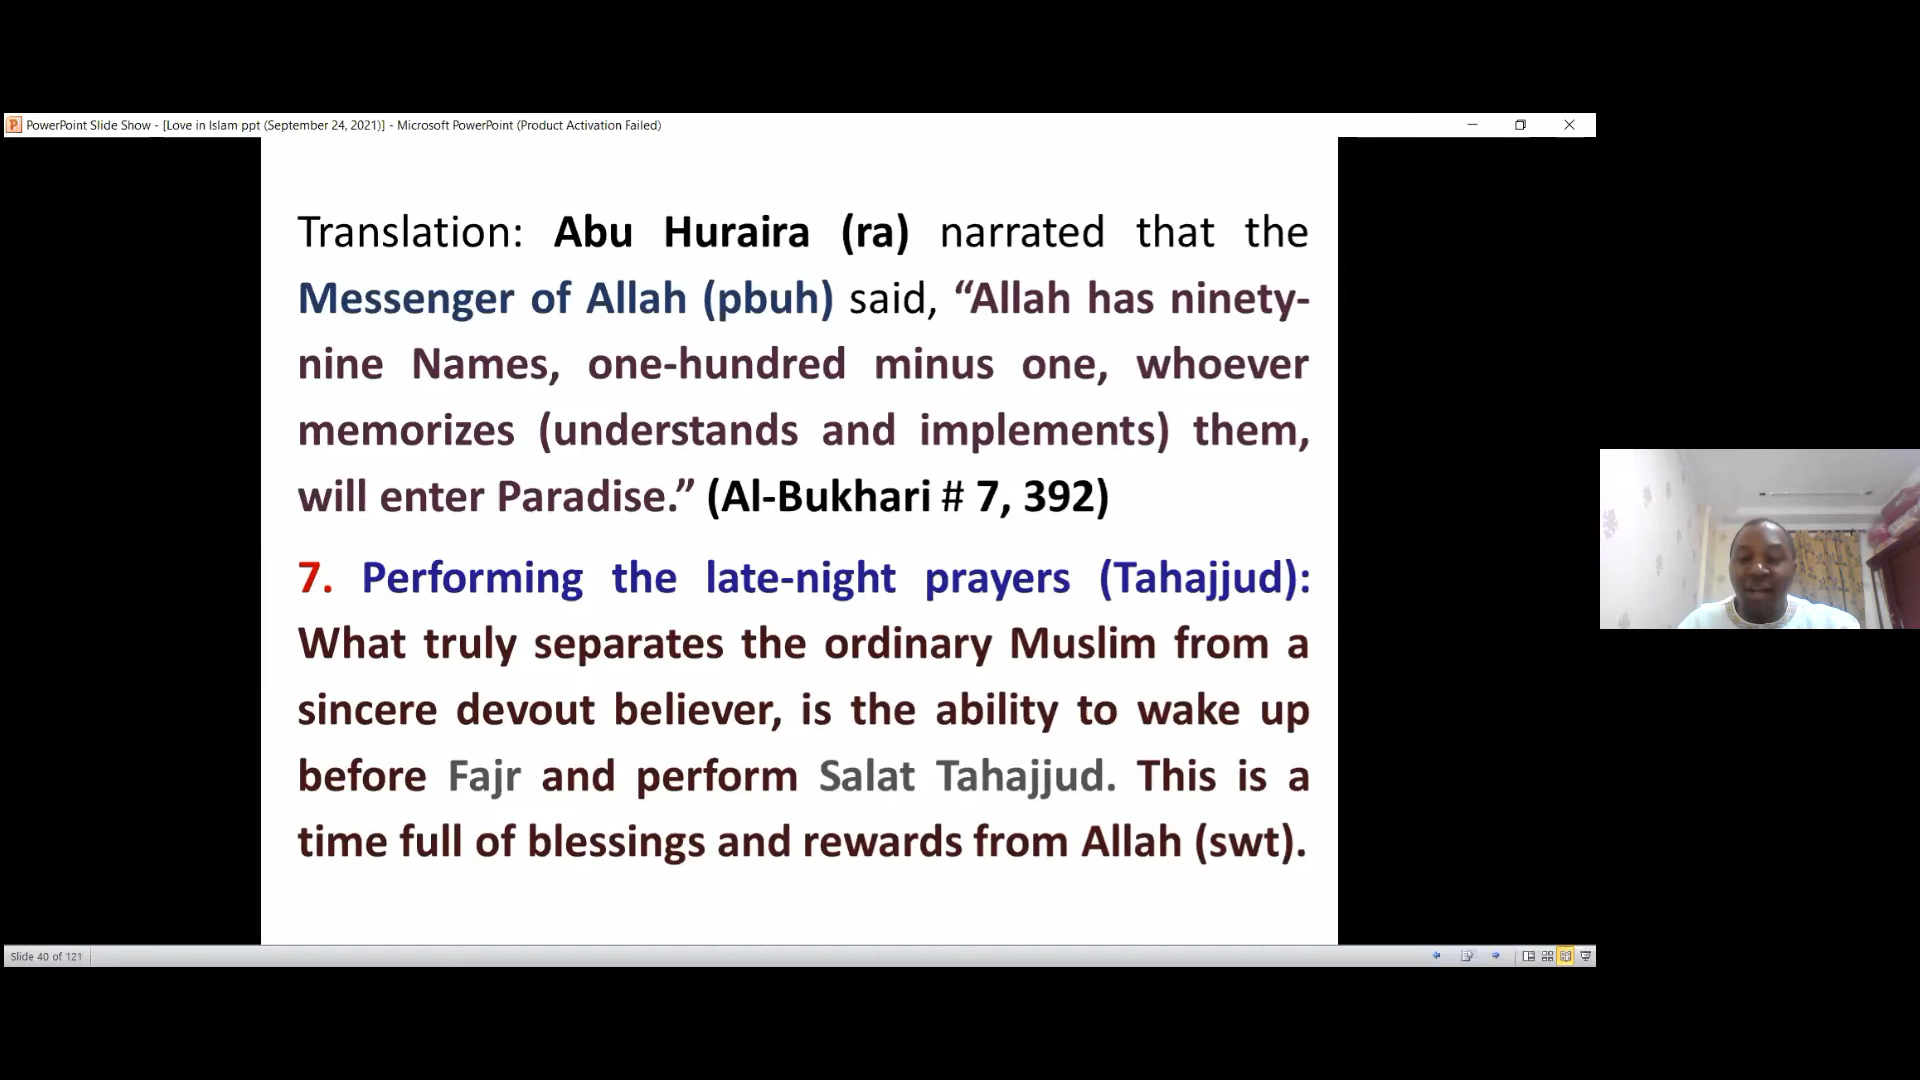 PowerPoint Slide Show - [Love in Islam ppt (September 24, 2021)] - Microsoft PowerPoint (Product Activation Failed)
Translation: Abu Huraira (ra) narrated that the
Messenger of Allah (pbuh) said, “Allah has ninety-
nine Names, one-hundred minus one, whoever
memorizes (understands and implements) them,
will enter Paradise.” (Al-Bukhari # 7, 392)
7. Performing the late-night prayers (Tahajjud):
What truly separates the ordinary Muslim from a
sincere devout believer, is the ability to wake up
before Fajr and perform Salat Tahajjud. This is a
time full of blessings and rewards from Allah (swt).
Slide 40 of 121